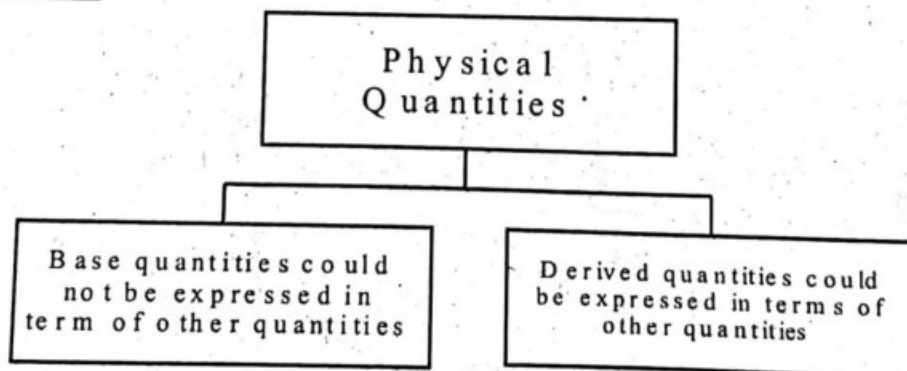 Physical
Quantities
Base quantities could
not be expressed in
term of other quantities
Derived quantities could
be expressed in terms of
other quantities